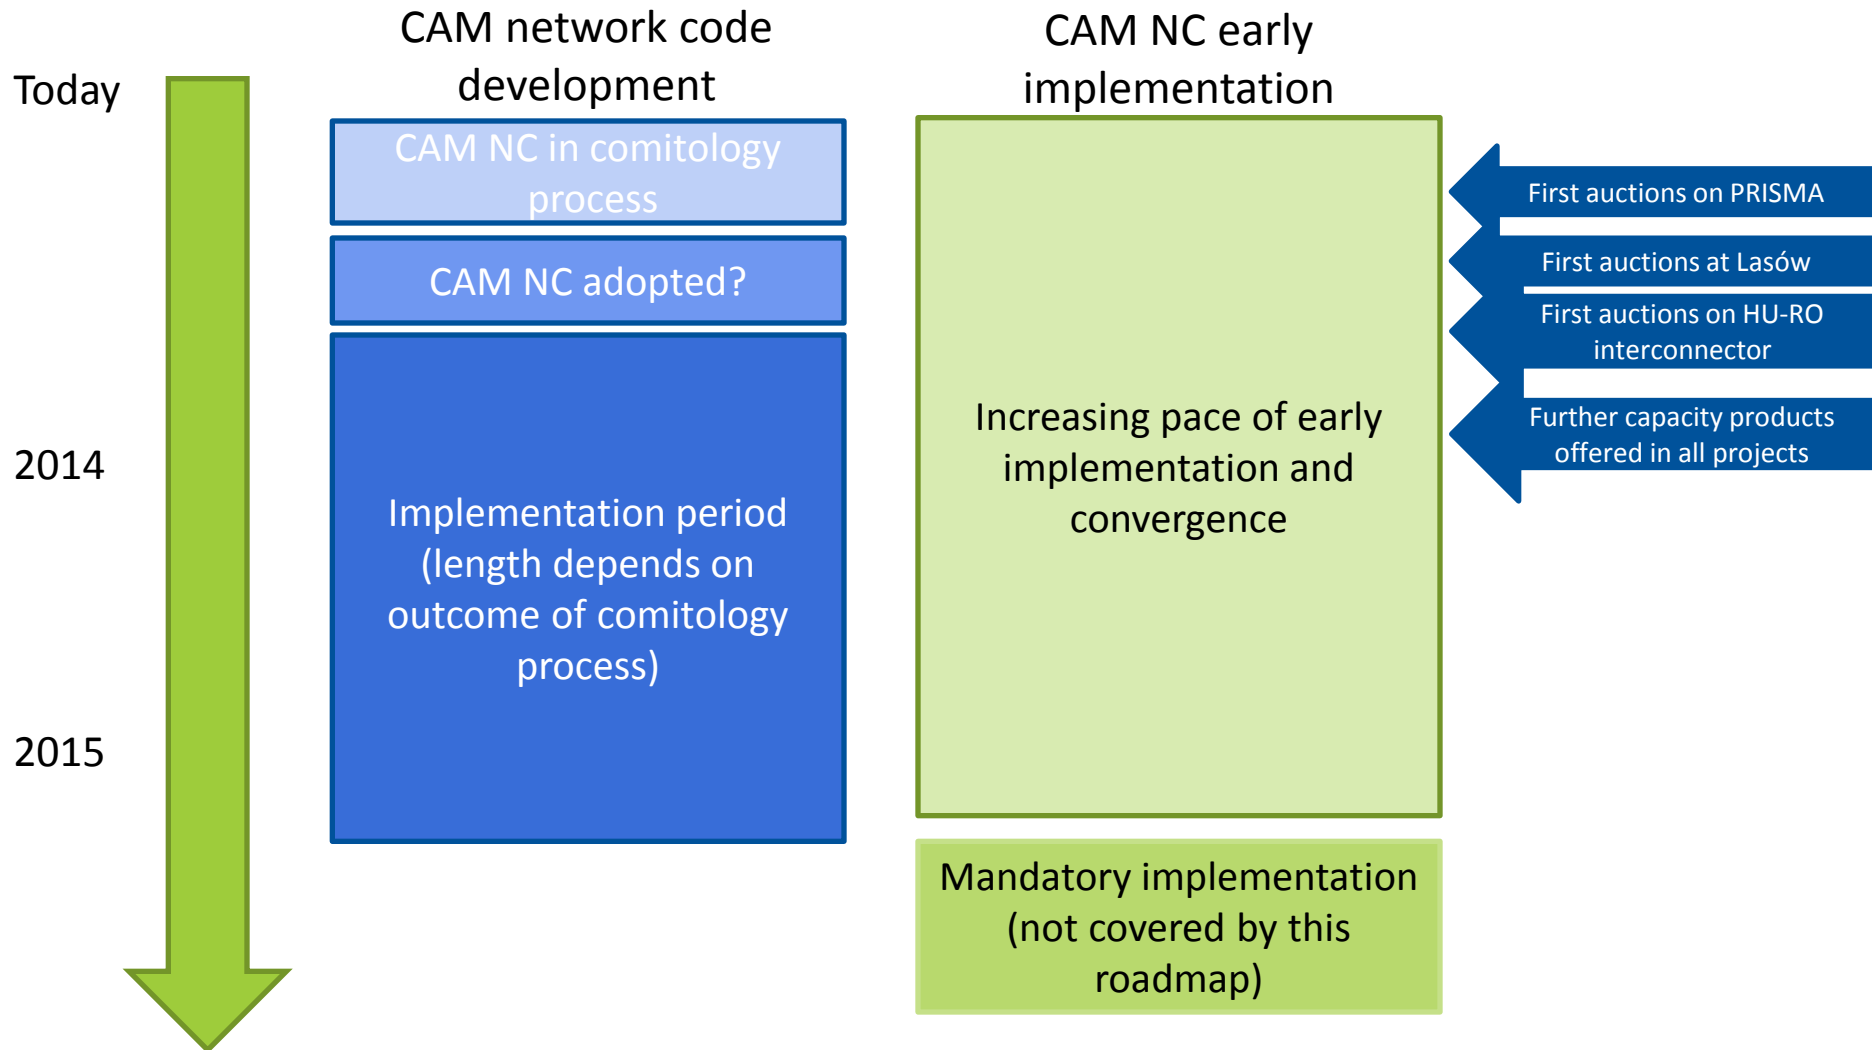 Today
2014
2015
CAM network code
development
CAM NC in comitology
process
CAM NC adopted?
Implementation period
(length depends on
outcome of comitology
process)
CAM NC early
implementation
Increasing pace of early
implementation and
convergence
Mandatory implementation
(not covered by this
roadmap)
First auctions on PRISMA
First auctions at Lasów
First auctions on HU-RO
interconnector
Further capacity products
offered in all projects